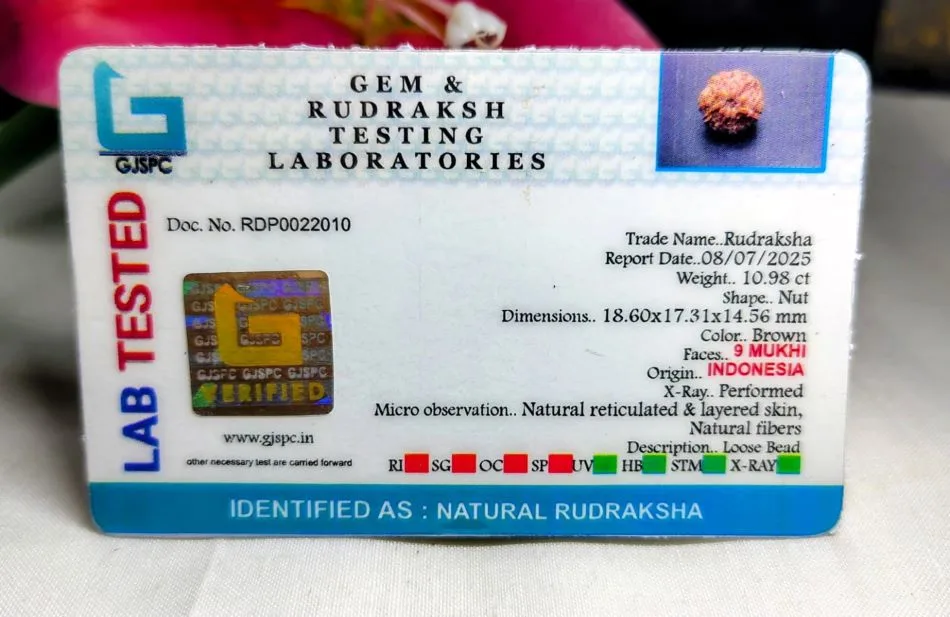 GEM &
RUDRAKSH
TESTING
LABORATORIES
GJSPC
LAB TESTED
Doc. No. RDP0022010
Trade Name..Rudraksha
Report Date..08/07/2025
Weight.. 10.98 ct
Shape.. Nut
Dimensions.. 18.60x17.31x14.56 mm
Color.. Brown
Faces.. 9 MUKHI
Origin.. INDONESIA
X-Ray.. Performed
Micro observation.. Natural reticulated & layered skin,
Natural fibers
Description.. Loose Bead
GJSPC GJSPC GJSPC
VERIFIED
www.gjspc.in
other necessary test are carried forward
RI SG OC SP UV HB STM X-RAY
IDENTIFIED AS : NATURAL RUDRAKSHA